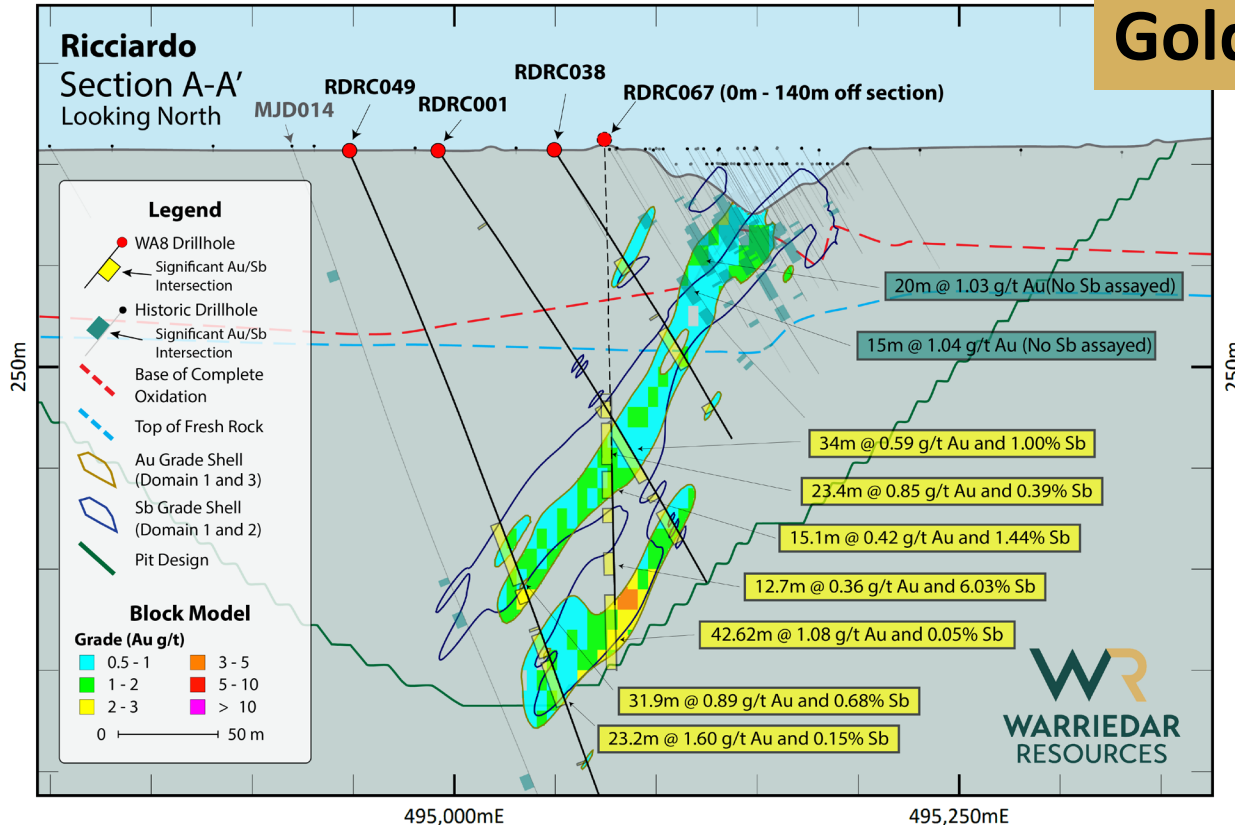 Gold
Ricciardo
Section A-A'
Looking North
MJD014
RDRC049
RDRC001
RDRC038
RDRC067 (0m - 140m off section)
Legend
WA8 Drillhole
Significant Au/Sb
Intersection
Historic Drillhole
Significant Au/Sb
Intersection
Base of Complete
Oxidation
Top of Fresh Rock
Au Grade Shell
(Domain 1 and 3)
Sb Grade Shell
(Domain 1 and 2)
Pit Design
Block Model
Grade (Au g/t)
0.5 - 1
3 - 5
1 - 2
5 - 10
2 - 3
> 10
0
50 m
250m
250m
20m @ 1.03 g/t Au(No Sb assayed)
15m @ 1.04 g/t Au (No Sb assayed)
34m @ 0.59 g/t Au and 1.00% Sb
23.4m @ 0.85 g/t Au and 0.39% Sb
15.1m @ 0.42 g/t Au and 1.44% Sb
12.7m @ 0.36 g/t Au and 6.03% Sb
42.62m @ 1.08 g/t Au and 0.05% Sb
31.9m @ 0.89 g/t Au and 0.68% Sb
23.2m @ 1.60 g/t Au and 0.15% Sb
WR
WARRIEDAR
RESOURCES
495,000mE
495,250mE